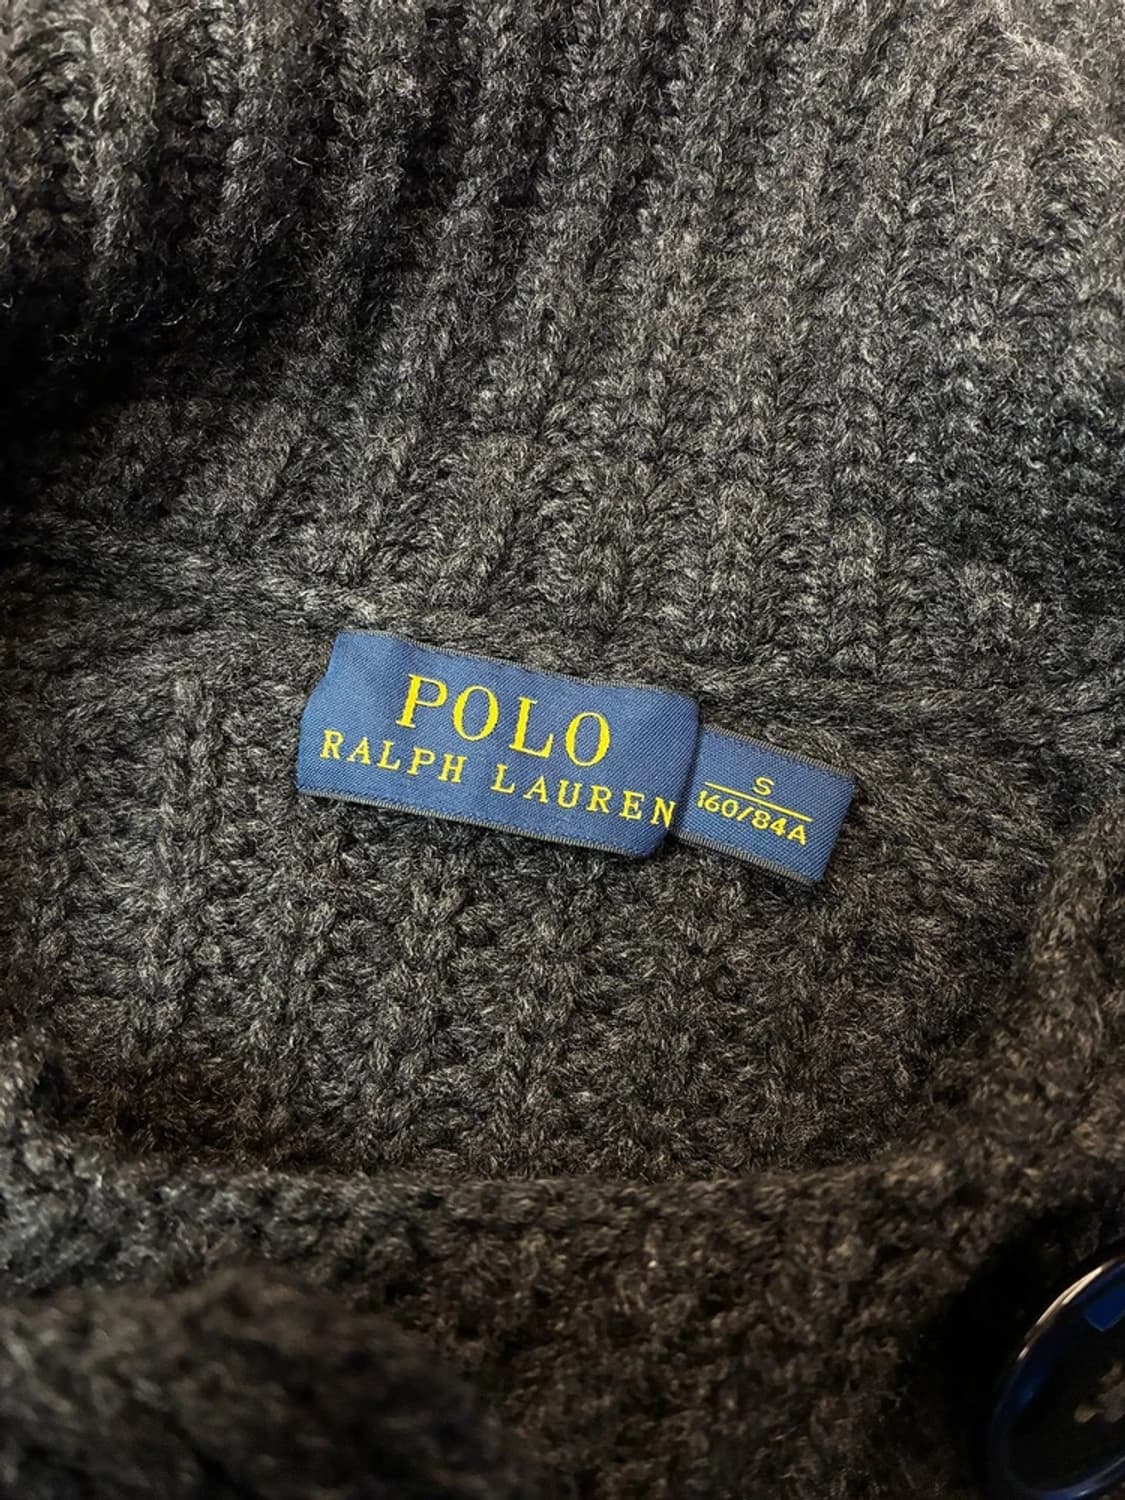 POLO
RALPH LAUREN
S
160/84A